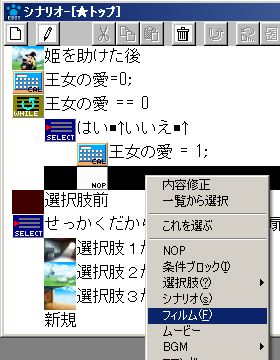 シナリオー[★トップ]
姫を助けた後
CAL
王女の愛=0;
WHILE
王女の愛 == 0
SELECT
はい■↑いいえ■↑
CAL
王女の愛 = 1;
NOP
選択肢前
SELECT
せっかくだから
選択肢1
選択肢2
選択肢3
新規
内容修正
一覧から選択
これを選ぶ
NOP
条件ブロック(I)
選択肢(?)
シナリオ(s)
フィルム(F)
ムービー
BGM